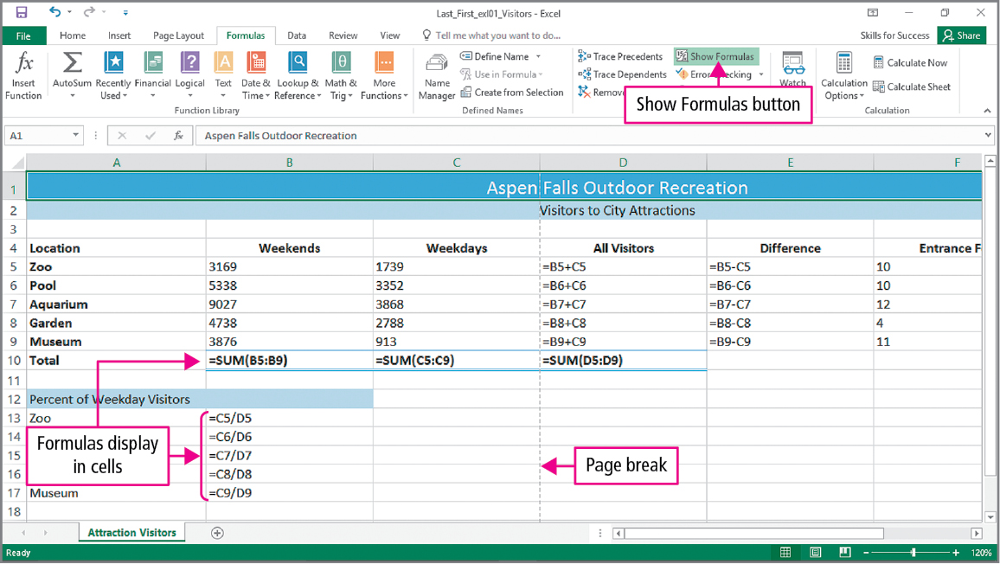 Last_First_exl01_Visitors - Excel
File Home Insert Page Layout Formulas Data Review View Tell me what you want to do... Skills for Success Share
fx Insert Function
Σ AutoSum
Recently Used
Financial
Logical
Text
Date & Time
Lookup & Reference
Math & Trig
More Functions
Function Library
Name Manager
Define Name
Use in Formula
Create from Selection
Defined Names
Trace Precedents
Trace Dependents
Show Formulas
Watch
Calculation Options
Calculate Now
Calculate Sheet
Calculation
Show Formulas button
A1 fx Aspen Falls Outdoor Recreation
A B C D E F
1 Aspen Falls Outdoor Recreation
2 Visitors to City Attractions
3
4 Location Weekends Weekdays All Visitors Difference Entrance
5 Zoo 3169 1739 =B5+C5 =B5-C5 10
6 Pool 5338 3352 =B6+C6 =B6-C6 10
7 Aquarium 9027 3868 =B7+C7 =B7-C7 12
8 Garden 4738 2788 =B8+C8 =B8-C8 4
9 Museum 3876 913 =B9+C9 =B9-C9 11
10 Total =SUM(B5:B9) =SUM(C5:C9) =SUM(D5:D9)
11
12 Percent of Weekday Visitors
13 Zoo =C5/D5
14 =C6/D6
15 =C7/D7
16 =C8/D8
17 Museum =C9/D9
18
Formulas display
in cells
Page break
Attraction Visitors
Ready 120%